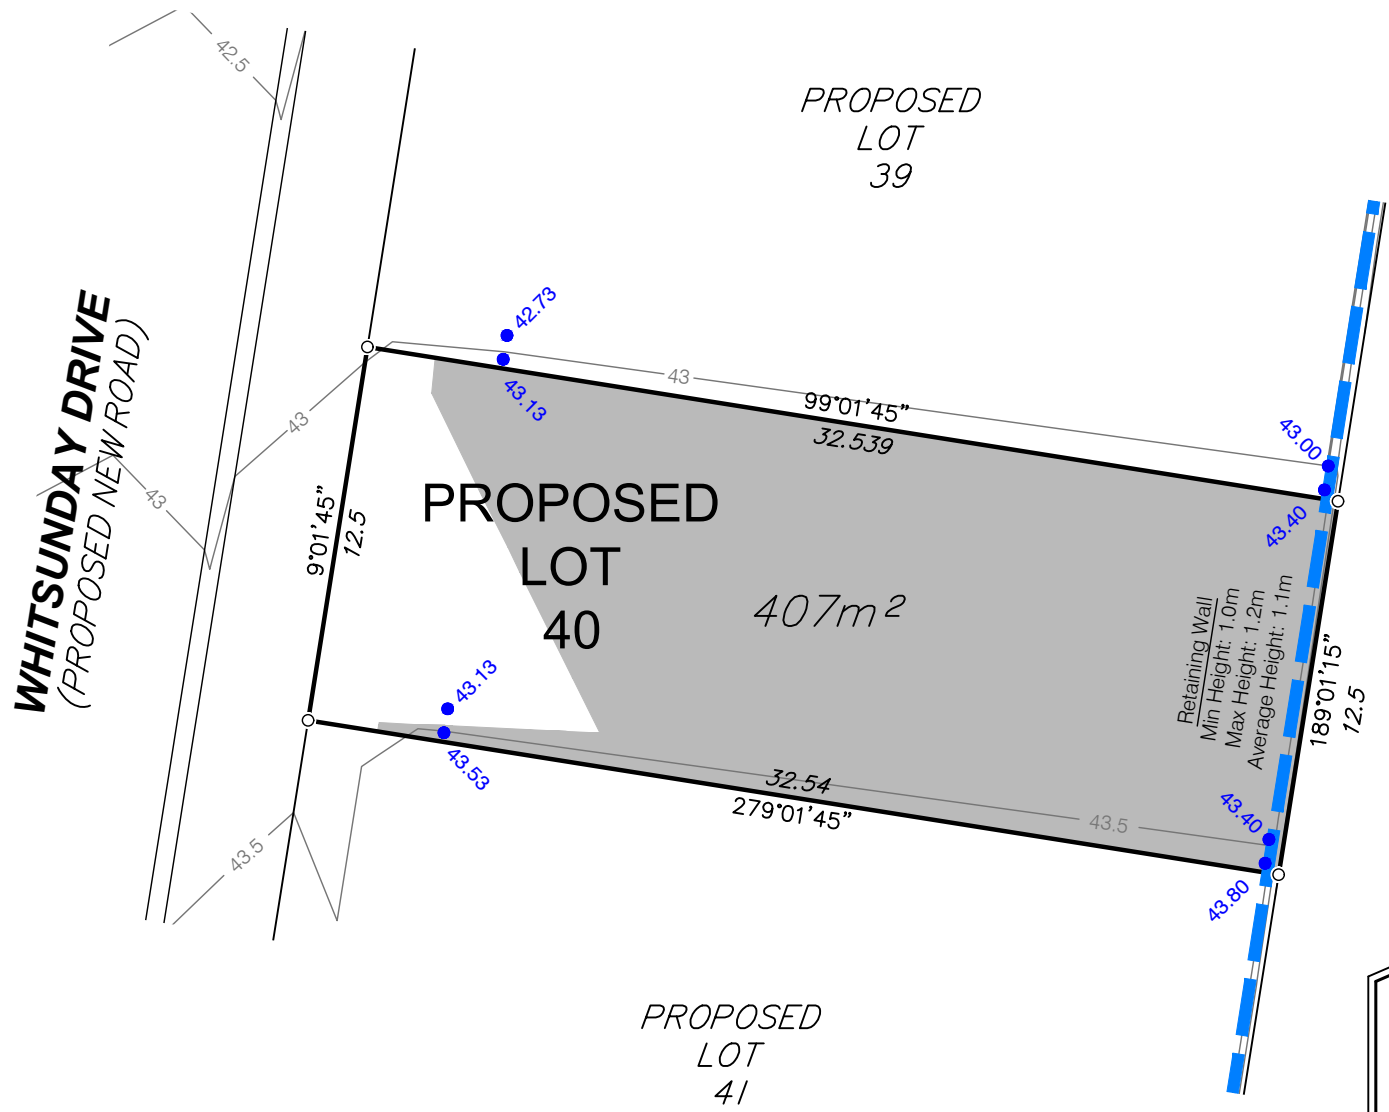 42.5
PROPOSED
LOT
39
WHITSUNDAY DRIVE
(PROPOSED NEW ROAD)
42.73
43.13
43
99°01'45"
32.539
43.00
43.40
43
43
9°01'45"
12.5
PROPOSED
LOT
40
407m²
Retaining Wall
Min Height: 1.0m
Max Height: 1.2m
Average Height: 1.1m
189°01'15"
12.5
43.13
43.53
32.54
279°01'45"
43.5
43.40
43.80
43.5
PROPOSED
LOT
41